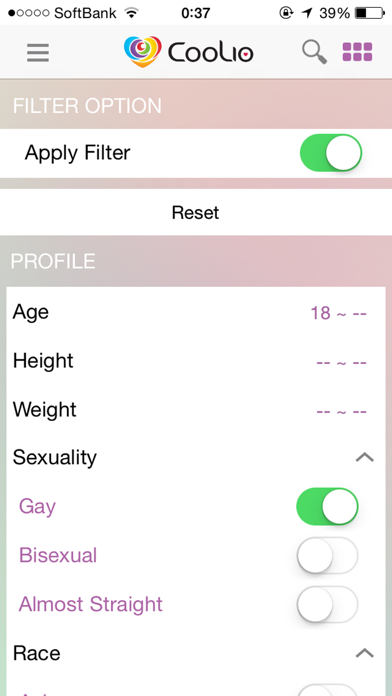 SoftBank 0:37 39%
CooLio
FILTER OPTION
Apply Filter
Reset
PROFILE
Age 18 ~ --
Height -- ~ --
Weight -- ~ --
Sexuality
Gay
Bisexual
Almost Straight
Race